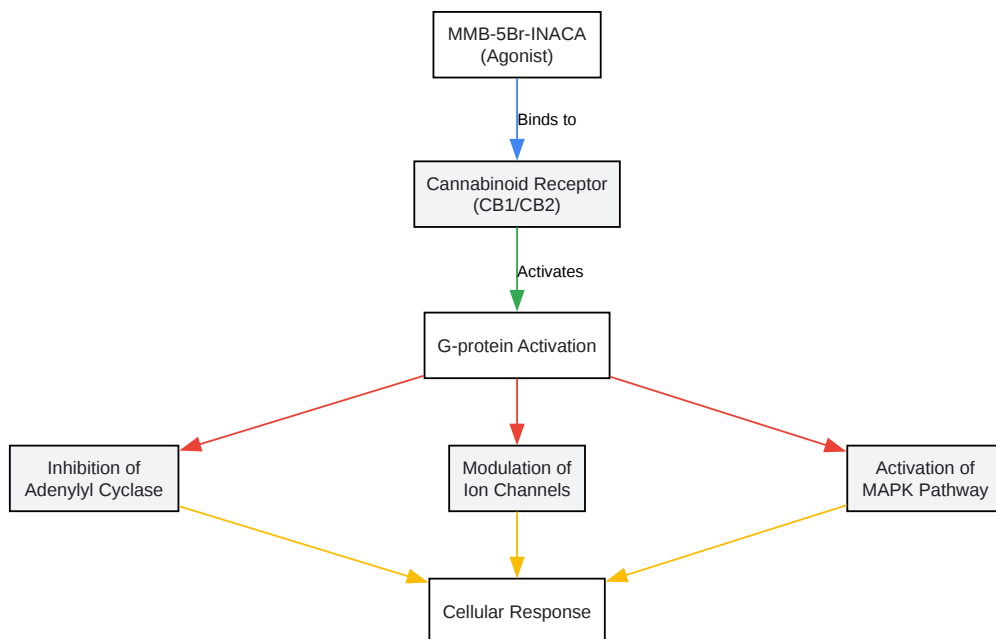 MMB-5Br-INACA
(Agonist)
Binds to
Cannabinoid Receptor
(CB1/CB2)
Activates
G-protein Activation
Inhibition of
Adenylyl Cyclase
Modulation of
Ion Channels
Activation of
MAPK Pathway
Cellular Response